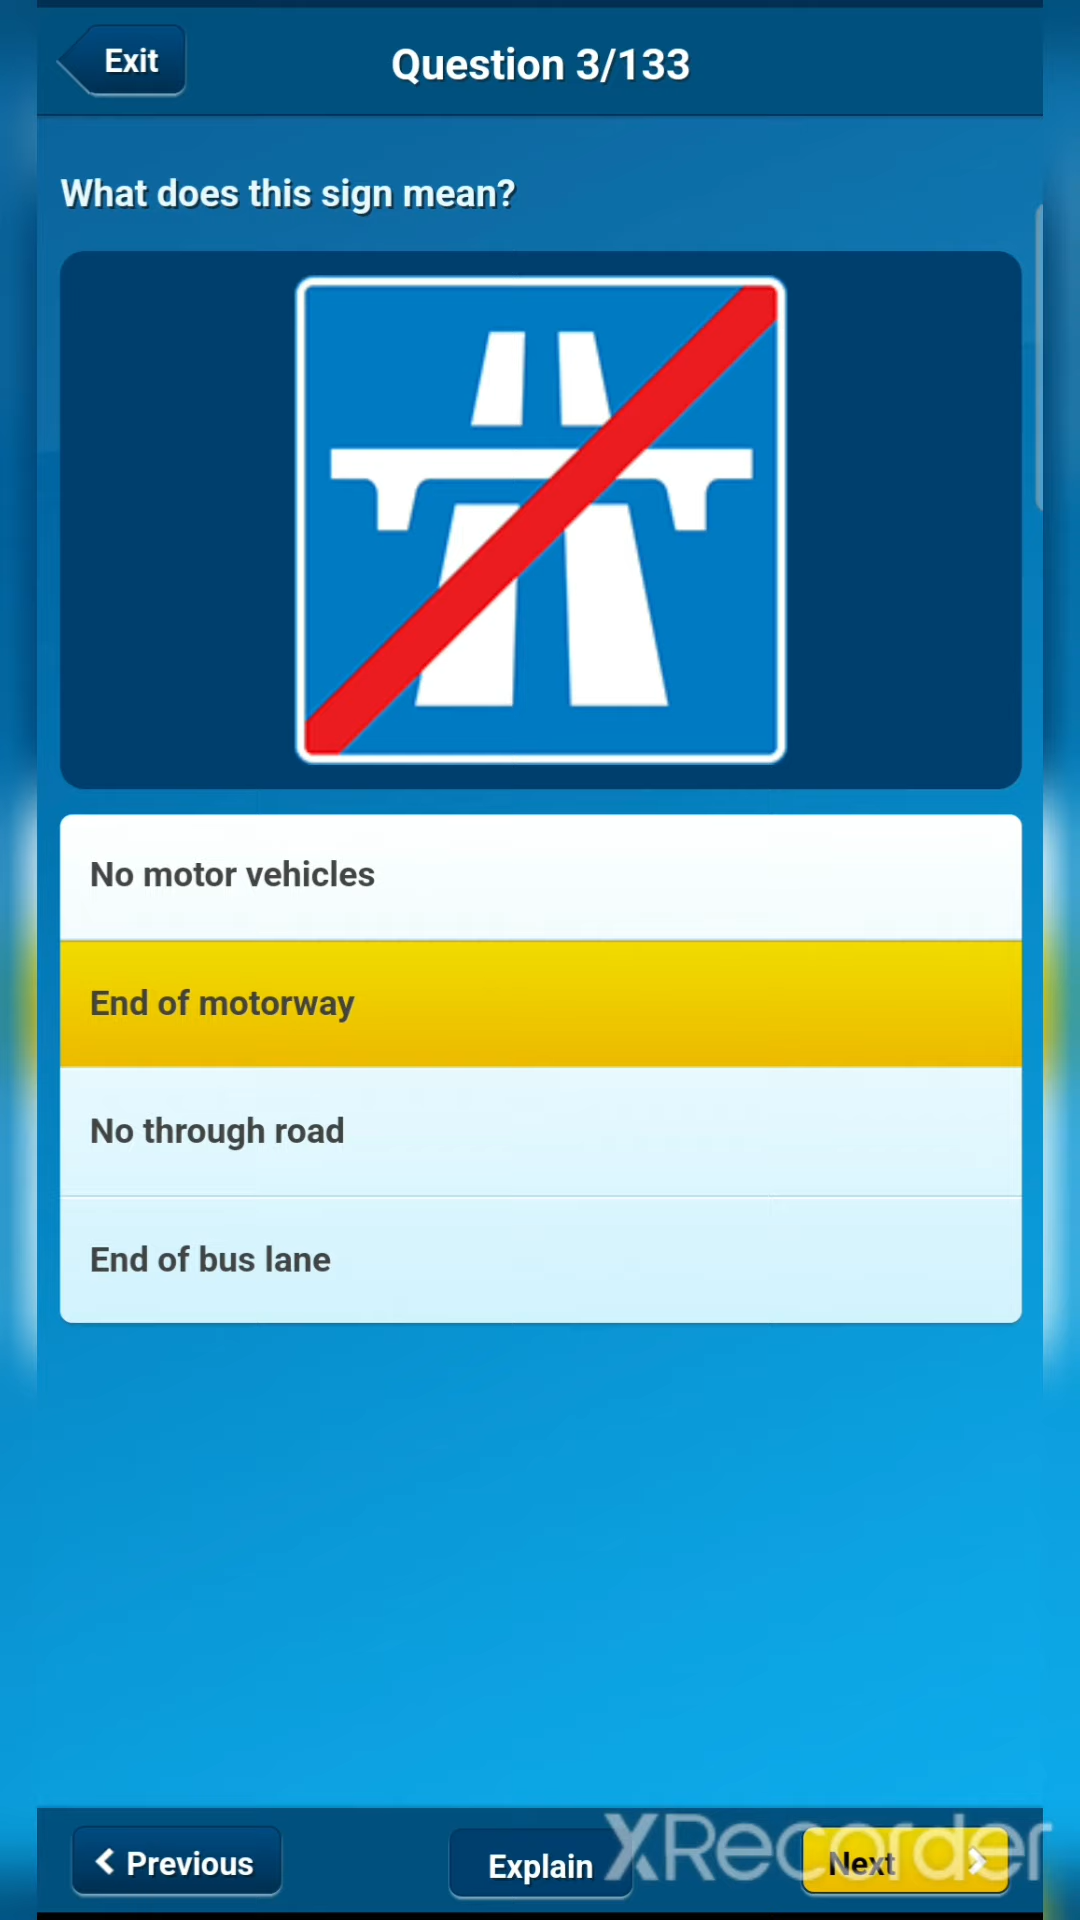 Exit
Question 3/133
What does this sign mean?
No motor vehicles
End of motorway
No through road
End of bus lane
Previous
Explain
Next
XRecorder